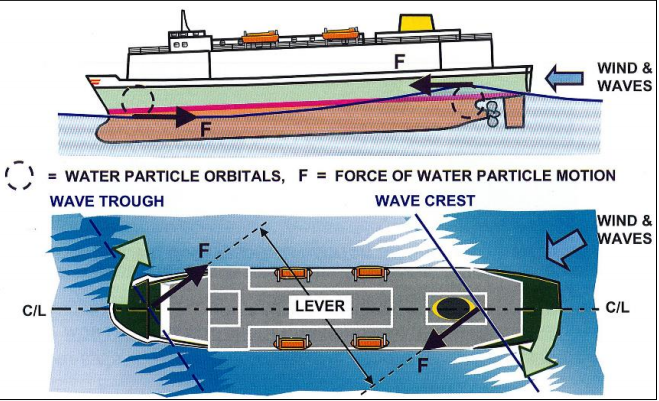 F
WIND &
WAVES
F
= WATER PARTICLE ORBITALS, F = FORCE OF WATER PARTICLE MOTION
WAVE TROUGH
WAVE CREST
WIND &
WAVES
F
C/L
LEVER
C/L
F